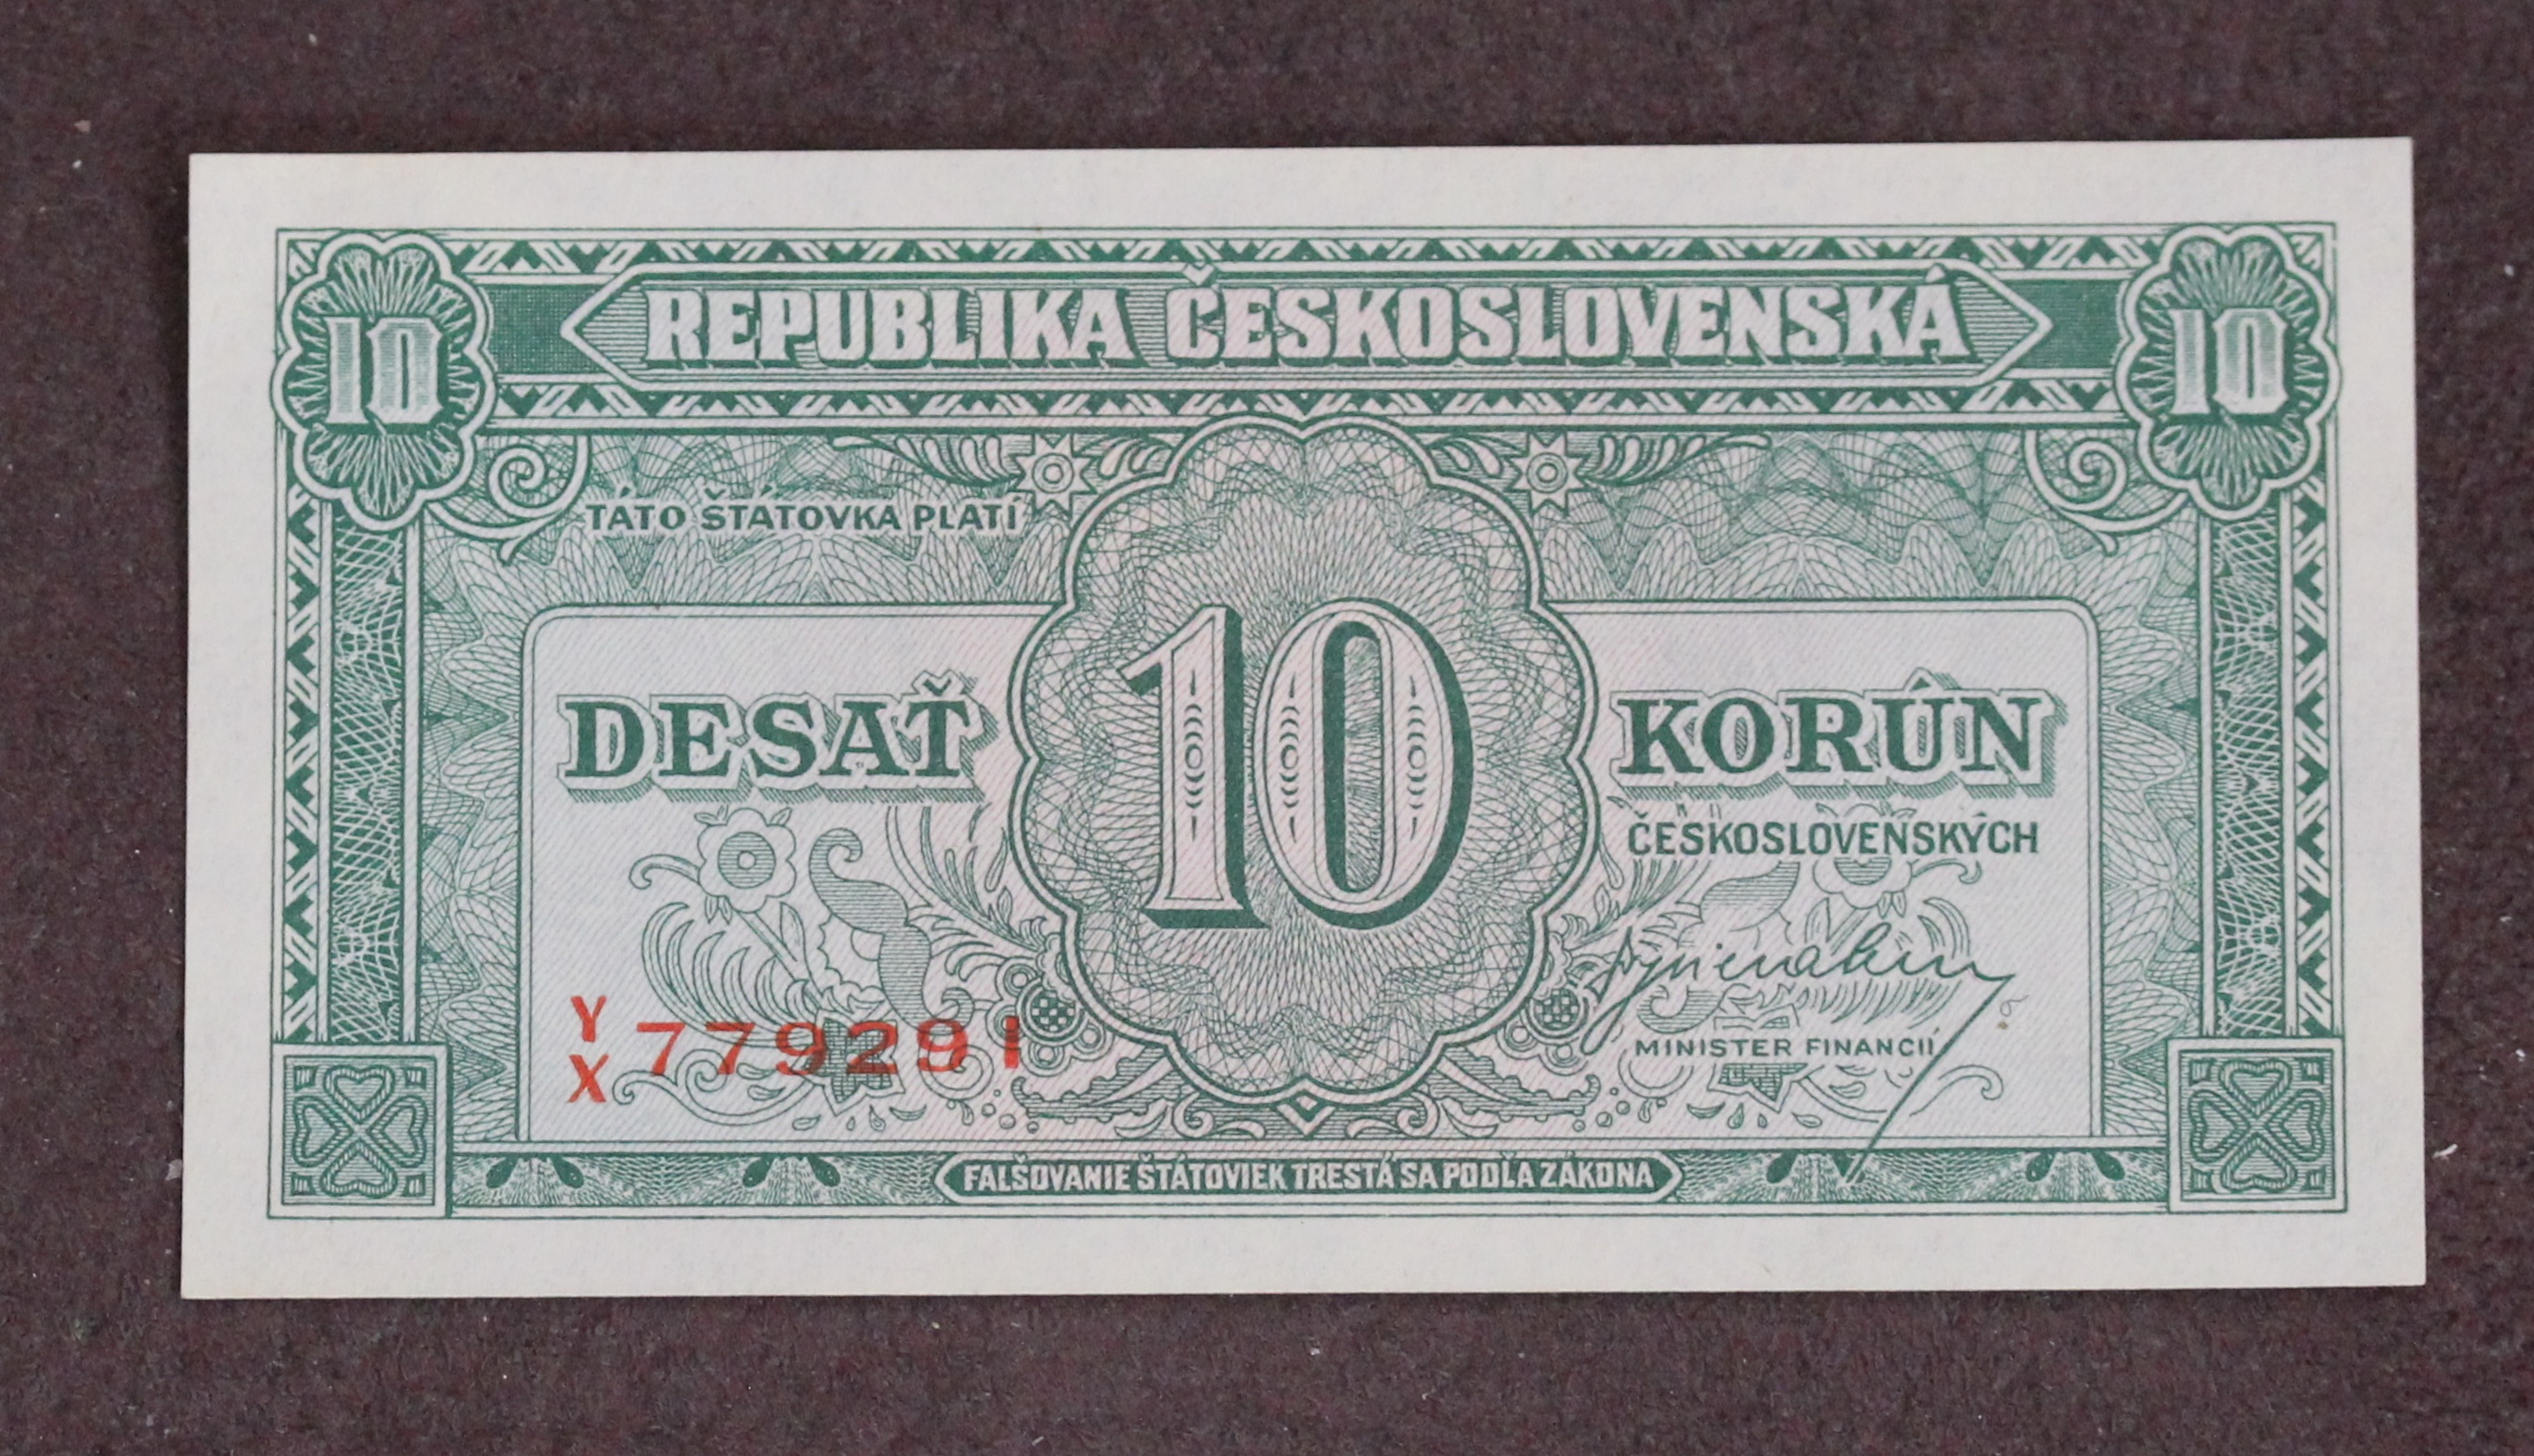 REPUBLIKA ČESKOSLOVENSKÁ
10
10
TÁTO ŠTÁTOVKA PLATÍ
DESAŤ 10 KORÚN
ČESKOSLOVENSKÝCH
Y
X 779291
MINISTER FINANCIÍ
FALŠOVANIE ŠTÁTOVIEK TRESTÁ SA PODĽA ZÁKONA